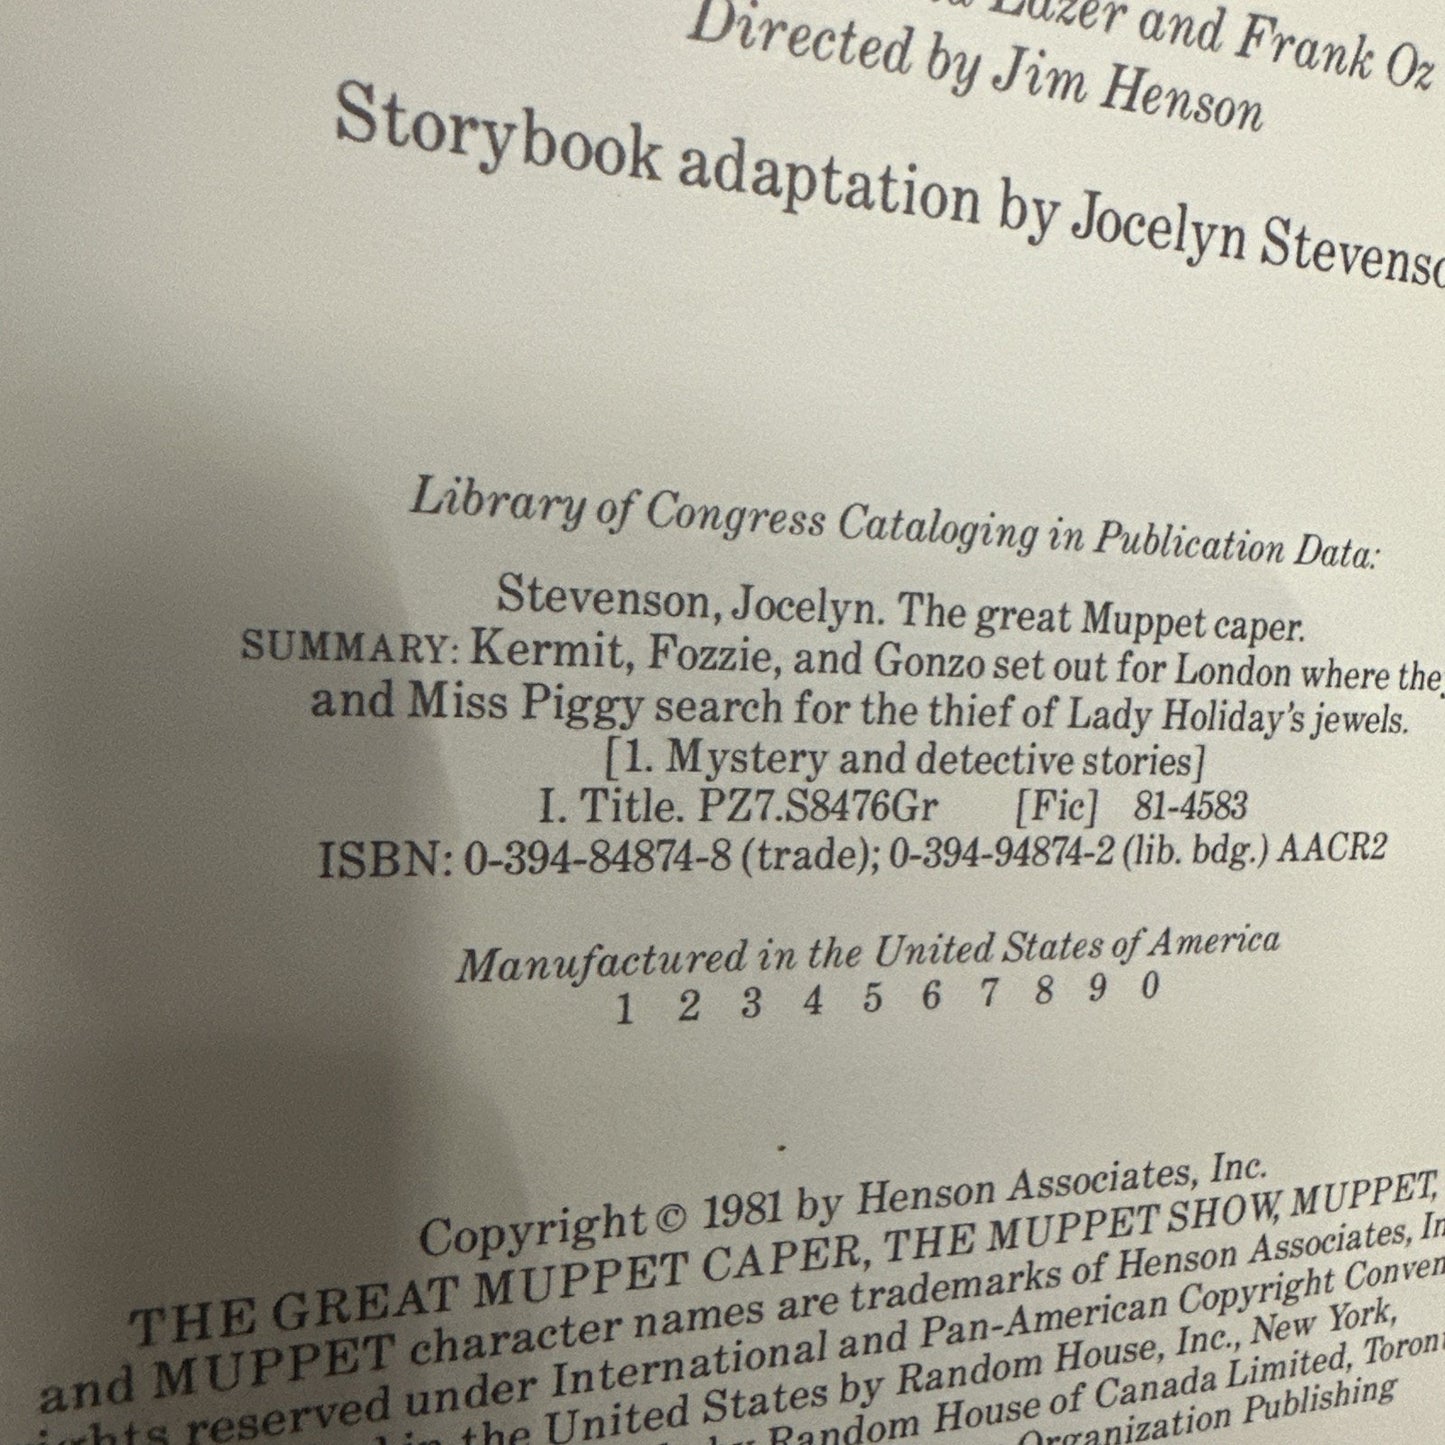 Lazer and Frank Oz
Directed by Jim Henson
Storybook adaptation by Jocelyn
Library of Congress Cataloging in Publication Data:
Stevenson, Jocelyn. The great Muppet caper.
SUMMARY: Kermit, Fozzie, and Gonzo set out for London where
and Miss Piggy search for the thief of Lady Holiday's jewels.
[1. Mystery and detective stories]
I. Title. PZ7.S8476Gr [Fic] 81-4583
ISBN: 0-394-84874-8 (trade); 0-394-94874-2 (lib. bdg.) AACR2
Manufactured in the United States of America
1 2 3 4 5 6 7 8 9 0
Copyright © 1981 by Henson Associates, Inc.
THE GREAT MUPPET CAPER, THE MUPPET SHOW, MUPPET,
and MUPPET character names are trademarks of Henson Associates,
reserved under International and Pan-American Copyright
in the United States by Random House, Inc., New York,
by Random House of Canada Limited,
Organization Publishing